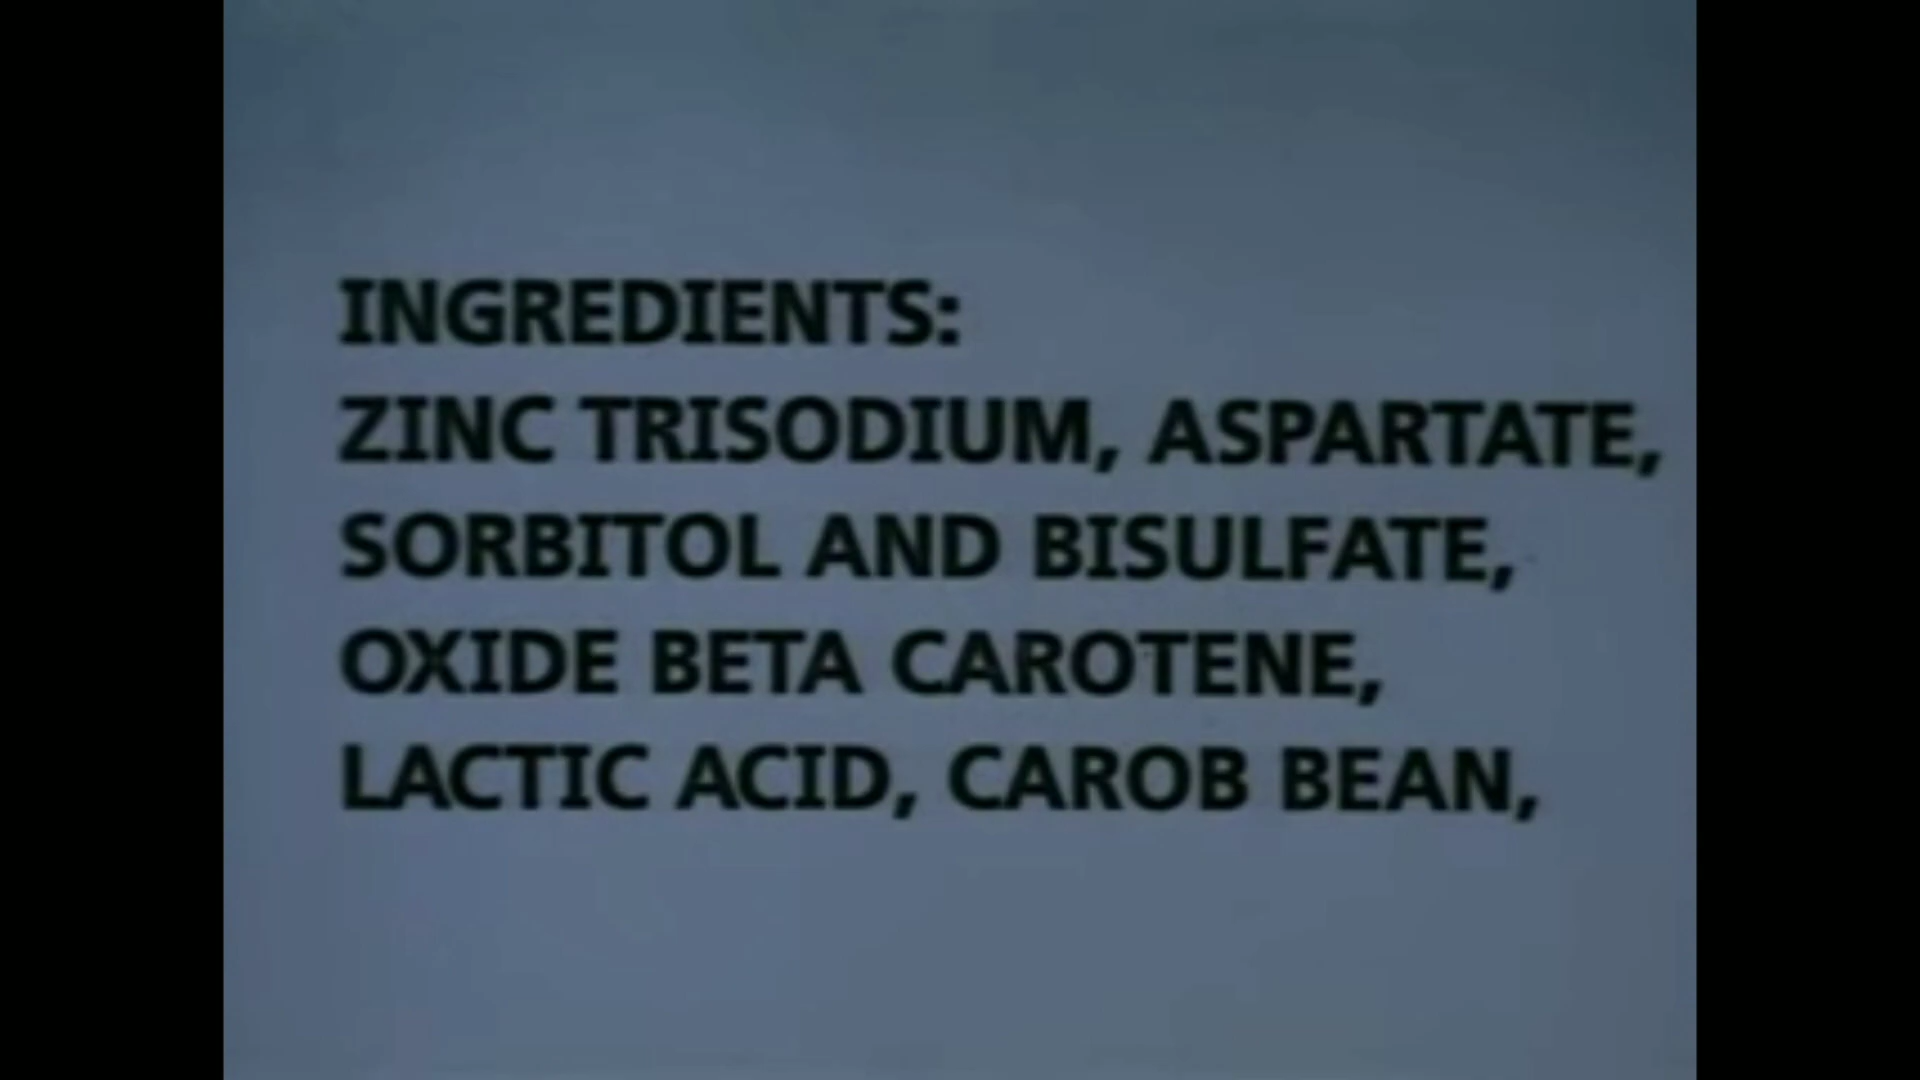 INGREDIENTS:
ZINC TRISODIUM, ASPARTATE,
SORBITOL AND BISULFATE,
OXIDE BETA CAROTENE,
LACTIC ACID, CAROB BEAN,